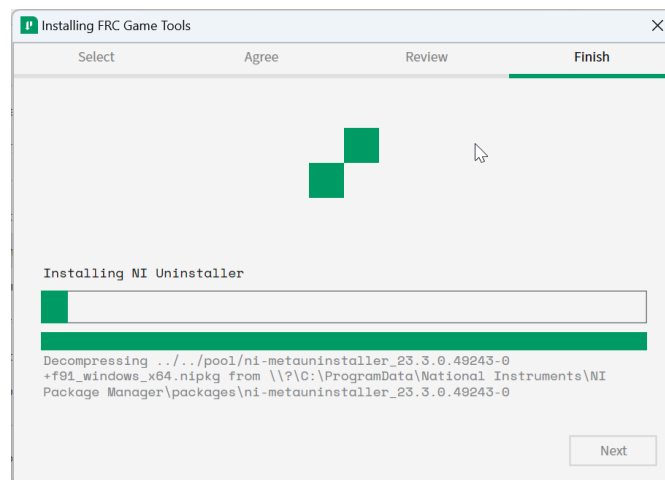 Installing FRC Game Tools
Select Agree Review Finish
Installing NI Uninstaller
Decompressing ../../pool/ni-metauninstaller_23.3.0.49243-0
+f91_windows_x64.nipkg from \\?\C:\ProgramData\National Instruments\NI
Package Manager\packages\ni-metauninstaller_23.3.0.49243-0
Next